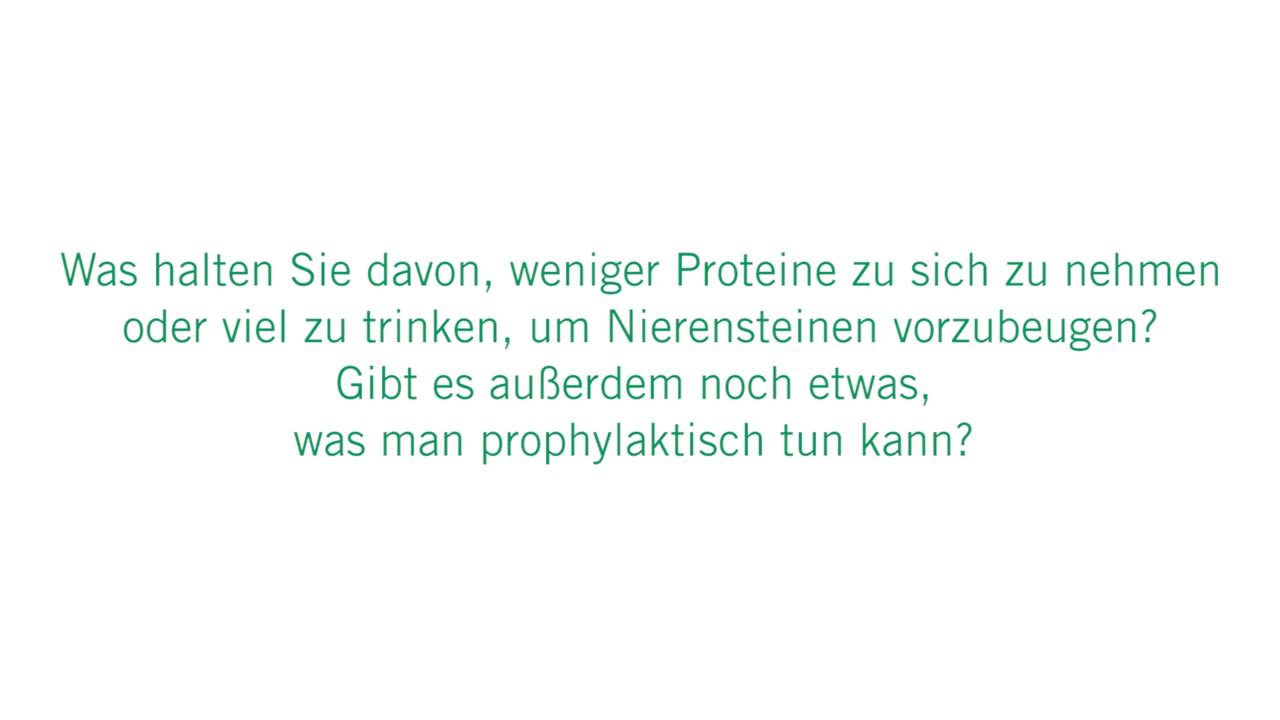 Was halten Sie davon, weniger Proteine zu sich zu nehmen
oder viel zu trinken, um Nierensteinen vorzubeugen?
Gibt es außerdem noch etwas,
was man prophylaktisch tun kann?